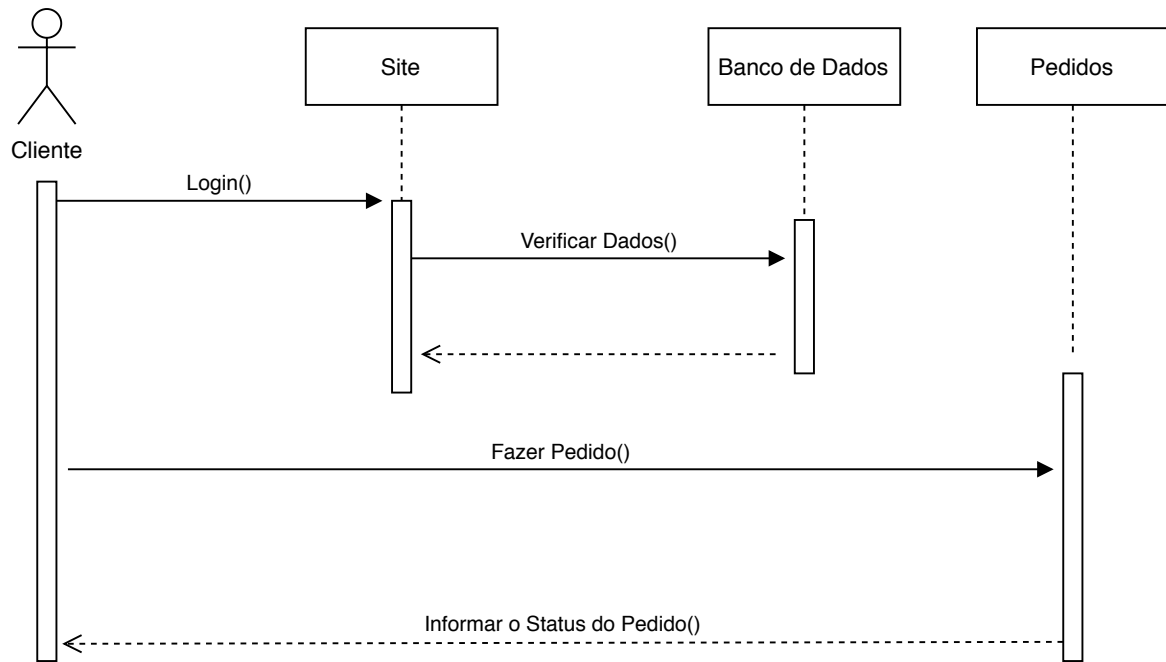 Site
Banco de Dados
Pedidos
Cliente
Login()
Verificar Dados()
Fazer Pedido()
Informar o Status do Pedido()